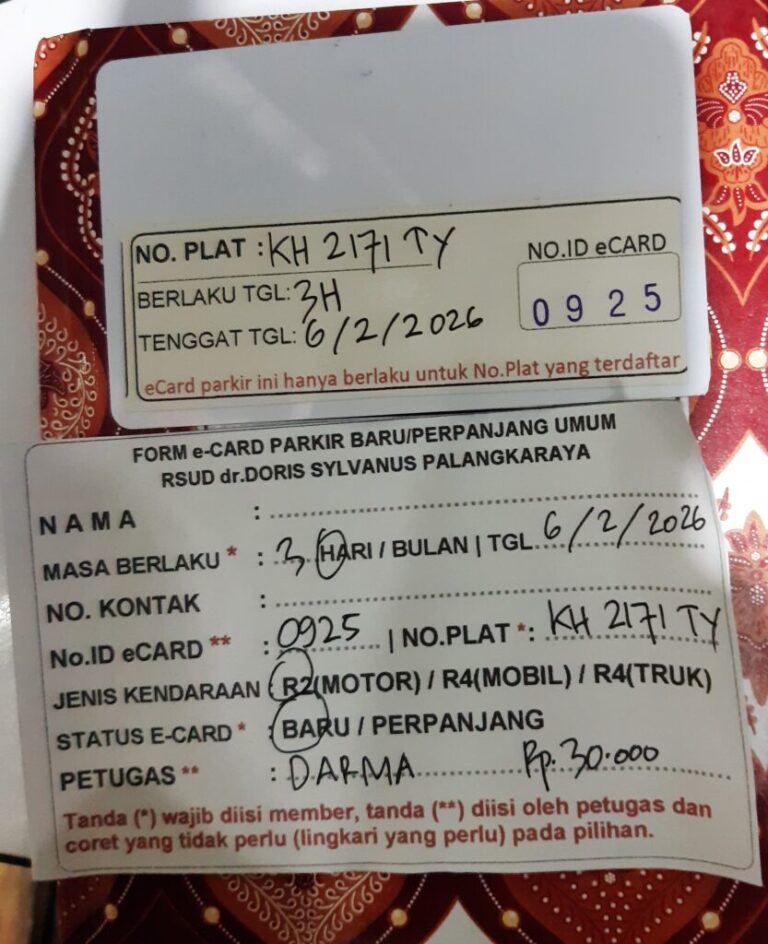 NO. PLAT : KH 2171 TY
BERLAKU TGL: 3H
TENGGAT TGL: 6/2/2026
NO.ID eCARD
0925
eCard parkir ini hanya berlaku untuk No.Plat yang terdaftar
FORM e-CARD PARKIR BARU/PERPANJANG UMUM
RSUD dr.DORIS SYLVANUS PALANGKARAYA
NAMA :
MASA BERLAKU * : 3 HARI / BULAN | TGL 6/2/2026
NO. KONTAK :
No.ID eCARD ** : 0925 | NO.PLAT *: KH 2171 TY
JENIS KENDARAAN : R2(MOTOR) / R4(MOBIL) / R4(TRUK)
STATUS E-CARD * : BARU / PERPANJANG
PETUGAS ** : DARMA Rp. 30.000
Tanda (*) wajib diisi member, tanda (**) diisi oleh petugas dan
coret yang tidak perlu (lingkari yang perlu) pada pilihan.